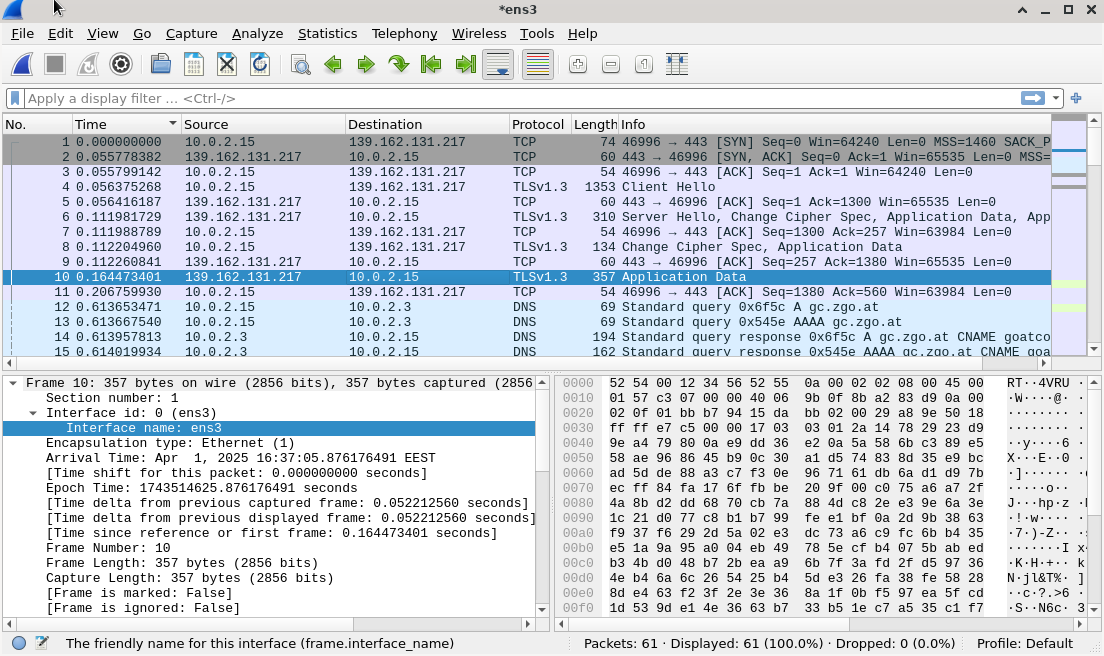 *ens3
File Edit View Go Capture Analyze Statistics Telephony Wireless Tools Help
Apply a display filter … <Ctrl-/>
No. Time Source Destination Protocol Length Info
1 0.000000000 10.0.2.15 139.162.131.217 TCP 74 46996 → 443 [SYN] Seq=0 Win=64240 Len=0 MSS=1460 SACK_P
2 0.055778382 139.162.131.217 10.0.2.15 TCP 60 443 → 46996 [SYN, ACK] Seq=0 Ack=1 Win=65535 Len=0 MSS=
3 0.055799142 10.0.2.15 139.162.131.217 TCP 54 46996 → 443 [ACK] Seq=1 Ack=1 Win=64240 Len=0
4 0.056375268 10.0.2.15 139.162.131.217 TLSv1.3 1353 Client Hello
5 0.056416187 139.162.131.217 10.0.2.15 TCP 60 443 → 46996 [ACK] Seq=1 Ack=1300 Win=65535 Len=0
6 0.111981729 139.162.131.217 10.0.2.15 TLSv1.3 310 Server Hello, Change Cipher Spec, Application Data, App
7 0.111988789 10.0.2.15 139.162.131.217 TCP 54 46996 → 443 [ACK] Seq=1300 Ack=257 Win=63984 Len=0
8 0.112204960 10.0.2.15 139.162.131.217 TLSv1.3 134 Change Cipher Spec, Application Data
9 0.112260841 139.162.131.217 10.0.2.15 TCP 60 443 → 46996 [ACK] Seq=257 Ack=1380 Win=65535 Len=0
10 0.164473401 139.162.131.217 10.0.2.15 TLSv1.3 357 Application Data
11 0.206759930 10.0.2.15 139.162.131.217 TCP 54 46996 → 443 [ACK] Seq=1380 Ack=560 Win=63984 Len=0
12 0.613653471 10.0.2.15 10.0.2.3 DNS 69 Standard query 0x6f5c A gc.zgo.at
13 0.613667540 10.0.2.15 10.0.2.3 DNS 69 Standard query 0x545e AAAA gc.zgo.at
14 0.613957813 10.0.2.3 10.0.2.15 DNS 194 Standard query response 0x6f5c A gc.zgo.at CNAME goatco
15 0.614019934 10.0.2.3 10.0.2.15 DNS 162 Standard query response 0x545e AAAA gc.zgo.at CNAME goa
Frame 10: 357 bytes on wire (2856 bits), 357 bytes captured (2856
Section number: 1
Interface id: 0 (ens3)
Interface name: ens3
Encapsulation type: Ethernet (1)
Arrival Time: Apr  1, 2025 16:37:05.876176491 EEST
[Time shift for this packet: 0.000000000 seconds]
Epoch Time: 1743514625.876176491 seconds
[Time delta from previous captured frame: 0.052212560 seconds]
[Time delta from previous displayed frame: 0.052212560 seconds]
[Time since reference or first frame: 0.164473401 seconds]
Frame Number: 10
Frame Length: 357 bytes (2856 bits)
Capture Length: 357 bytes (2856 bits)
[Frame is marked: False]
[Frame is ignored: False]
0000 52 54 00 12 34 56 52 55 0a 00 02 02 08 00 45 00 RT··4VRU ·
0010 01 57 c3 07 00 00 40 06 9b 0f 8b a2 83 d9 0a 00 ·W····@· ·
0020 02 0f 01 bb b7 94 15 da bb 02 00 29 a8 9e 50 18 ········ ·
0030 ff ff e7 c5 00 00 17 03 03 01 2a 14 78 29 23 d9 ········ ·
0040 9e a4 79 80 0a e9 dd 36 e2 0a 5a 58 6b c3 89 e5 ··y····6 ·
0050 58 ae 96 86 45 b9 0c 30 a1 d5 74 83 8d 35 e9 bc X···E··0 ·
0060 ad 5d de 88 a3 c7 f3 0e 96 71 61 db 6a d1 d9 7b ·]······
0070 ec ff 84 fa 17 6f fb be 20 9f 00 c0 75 a6 a7 2f ·····o··
0080 4a 8b d2 dd 68 70 cb 7a 88 4d c8 2e e3 9e 6a 3e J···hp·z ·
0090 1c 21 d0 77 c8 b1 b7 99 fe e1 bf 0a 2d 9b 38 63 ·!·w···· ·
00a0 f9 37 f6 29 2d 5a 02 e3 dc 73 a6 c9 fc 6b b4 35 ·7·)-Z··
00b0 e5 1a 9a 95 a0 04 eb 49 78 5e cf b4 07 5b ab ed ·······I x
00c0 b3 4b d0 48 b7 2b ea a9 6b 7f 3a fd 2f d5 97 36 ·K·H·+·· k
00d0 4e b4 6a 6c 26 54 25 b4 5d e3 26 fa 38 fe 58 28 N·jl&T%· ]
00e0 8d e4 63 f2 3f 2e 3e 36 8a 1f 0b f5 97 ea 5f cd ··c·?.>6 ·
00f0 1d 53 9d e1 4e 36 63 b7 33 b5 1e c7 a5 35 c1 f7 ·S··N6c· 3
The friendly name for this interface (frame.interface_name) Packets: 61 · Displayed: 61 (100.0%) · Dropped: 0 (0.0%) Profile: Default